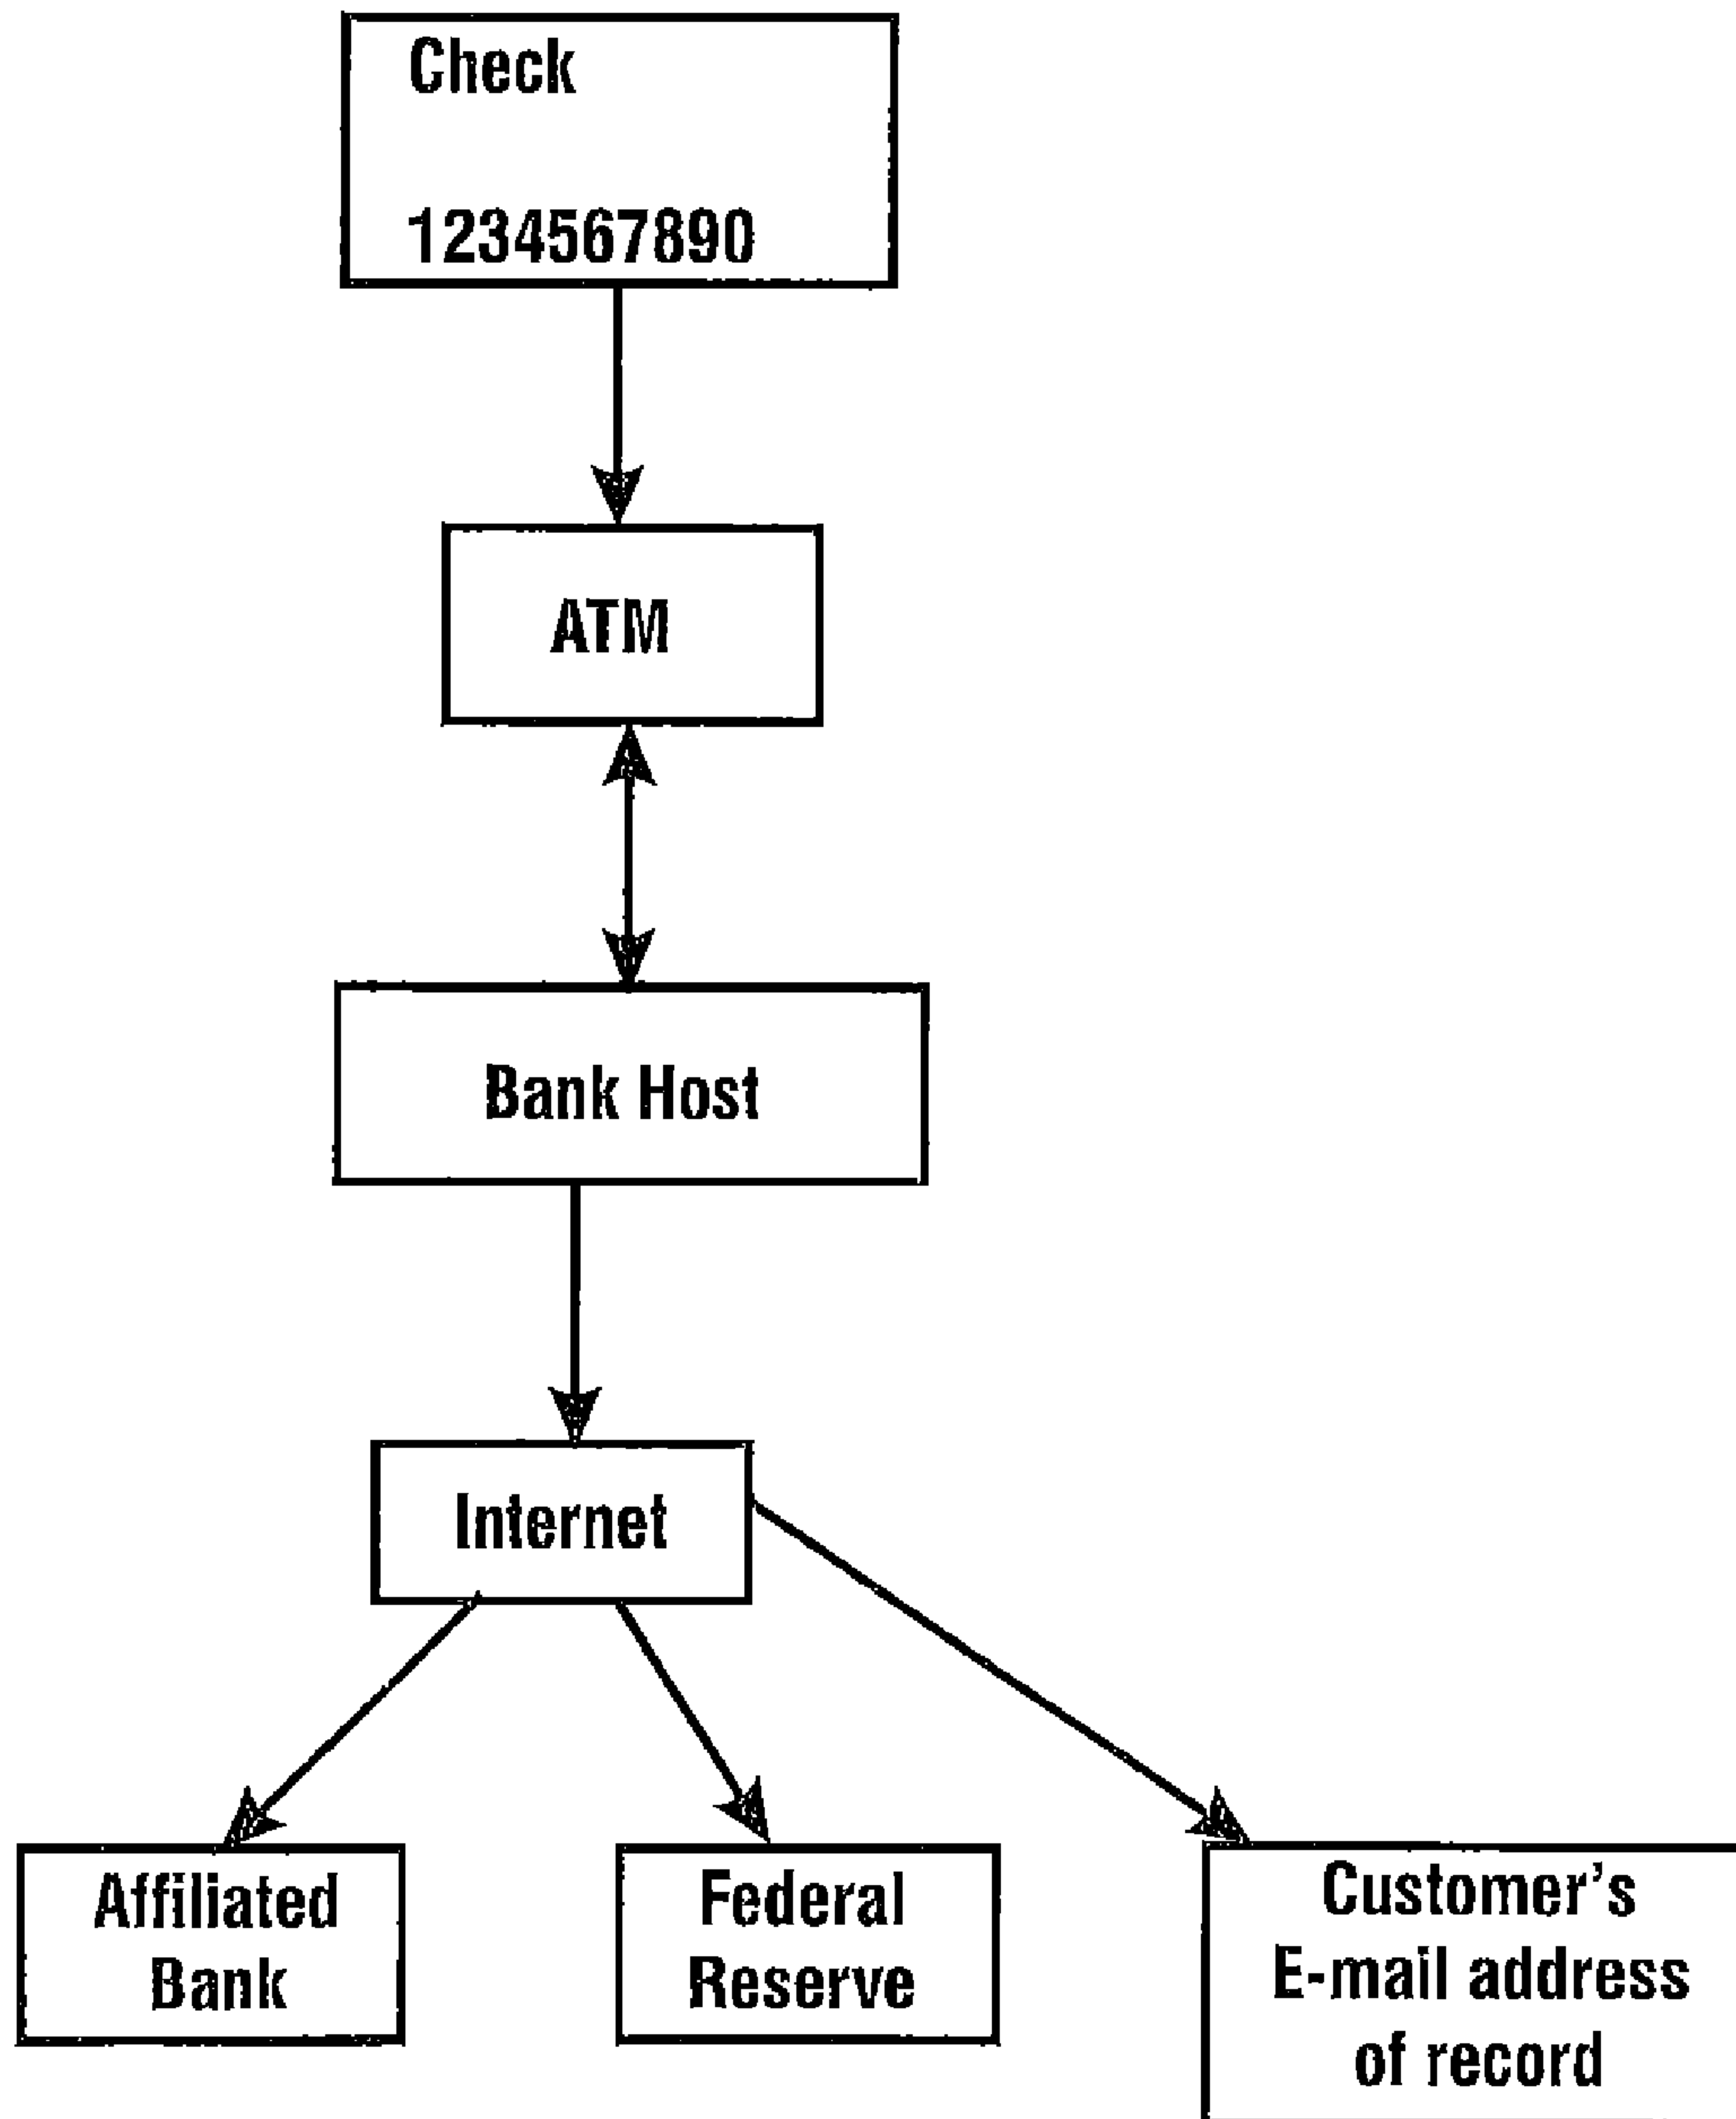 Check
1234567890
ATM
Bank Host
Internet
Affiliated
Bank
Federal
Reserve
Customer's
E-mail address
of record